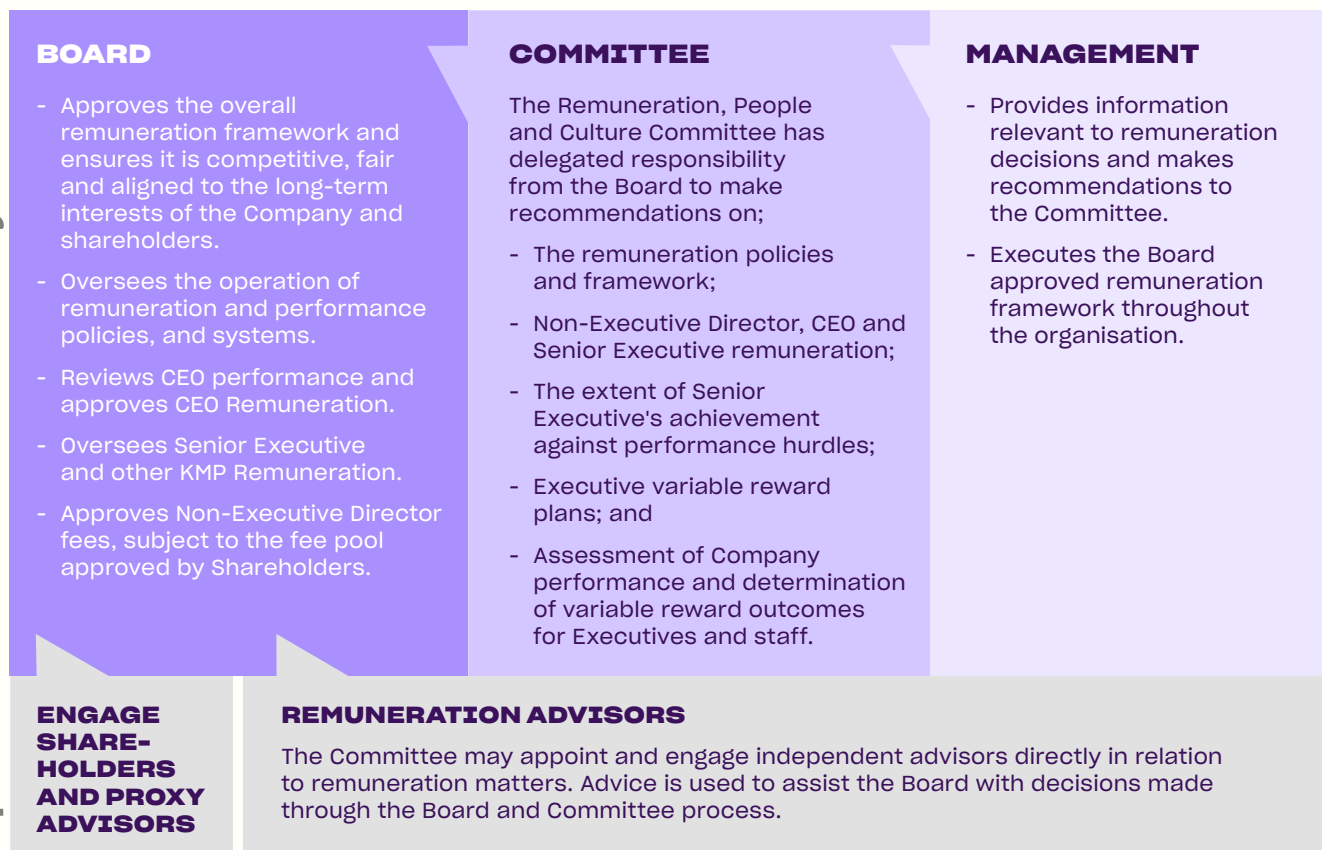 BOARD
- Approves the overall
remuneration framework and
ensures it is competitive, fair
and aligned to the long-term
interests of the Company and
shareholders.
- Oversees the operation of
remuneration and performance
policies, and systems.
- Reviews CEO performance and
approves CEO Remuneration.
- Oversees Senior Executive
and other KMP Remuneration.
- Approves Non-Executive Director
fees, subject to the fee pool
approved by Shareholders.
COMMITTEE
The Remuneration, People
and Culture Committee has
delegated responsibility
from the Board to make
recommendations on;
- The remuneration policies
and framework;
- Non-Executive Director, CEO and
Senior Executive remuneration;
- The extent of Senior
Executive's achievement
against performance hurdles;
- Executive variable reward
plans; and
- Assessment of Company
performance and determination
of variable reward outcomes
for Executives and staff.
MANAGEMENT
- Provides information
relevant to remuneration
decisions and makes
recommendations to
the Committee.
- Executes the Board
approved remuneration
framework throughout
the organisation.
ENGAGE
SHARE-
HOLDERS
AND PROXY
ADVISORS
REMUNERATION ADVISORS
The Committee may appoint and engage independent advisors directly in relation
to remuneration matters. Advice is used to assist the Board with decisions made
through the Board and Committee process.